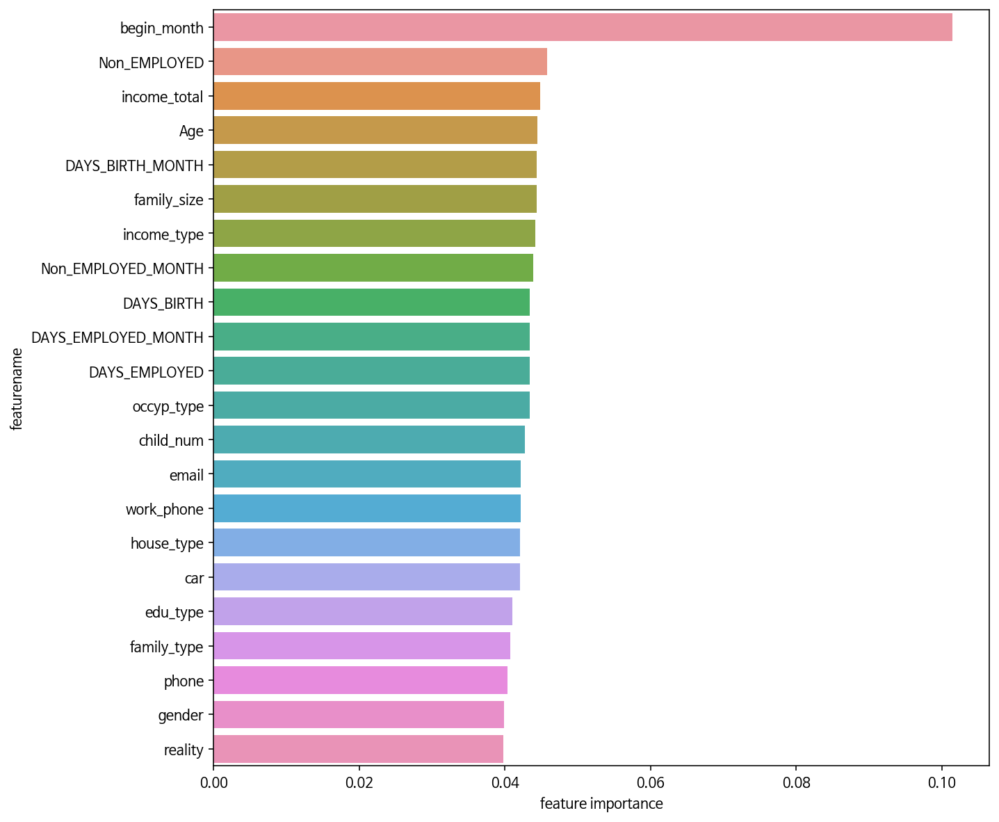 begin_month
Non_EMPLOYED
income_total
Age
DAYS_BIRTH_MONTH
family_size
income_type
Non_EMPLOYED_MONTH
DAYS_BIRTH
DAYS_EMPLOYED_MONTH
DAYS_EMPLOYED
occyp_type
child_num
email
work_phone
house_type
car
edu_type
family_type
phone
gender
reality
featurename
0.00 0.02 0.04 0.06 0.08 0.10
feature importance